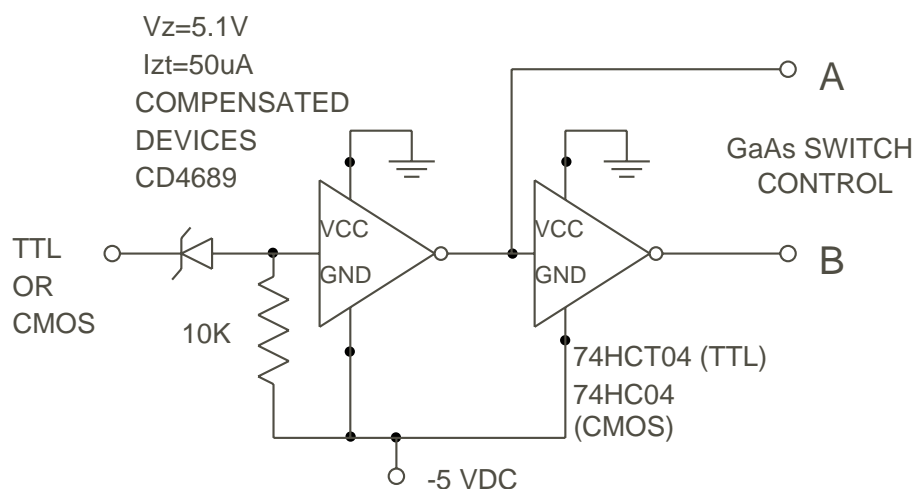 Vz=5.1V
Izt=50uA
COMPENSATED
DEVICES
CD4689
A
GaAs SWITCH
CONTROL
VCC
GND
VCC
GND
TTL
OR
CMOS
B
10K
74HCT04 (TTL)
74HC04
(CMOS)
-5 VDC